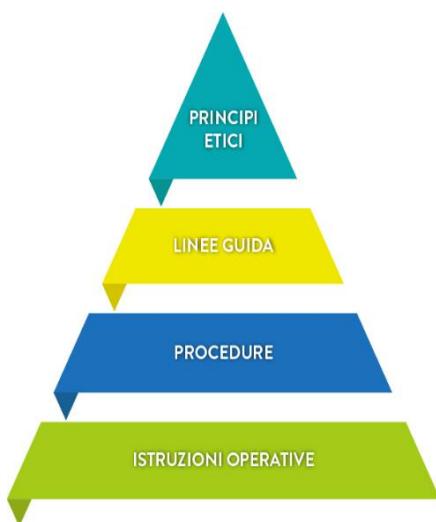 PRINCIPI
ETICI
LINEE GUIDA
PROCEDURE
ISTRUZIONI OPERATIVE